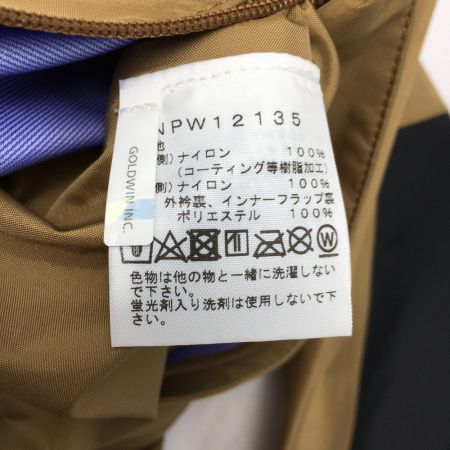 NPW12135
GOLDWIN INC.
他
側)ナイロン 100%
(コーティング等樹脂加工)
側)ナイロン 100%
外衿裏、インナーフラップ裏
ポリエステル 100%
色物は他の物と一緒に洗濯しない
で下さい。
蛍光剤入り洗剤は使用しないで下
さい。